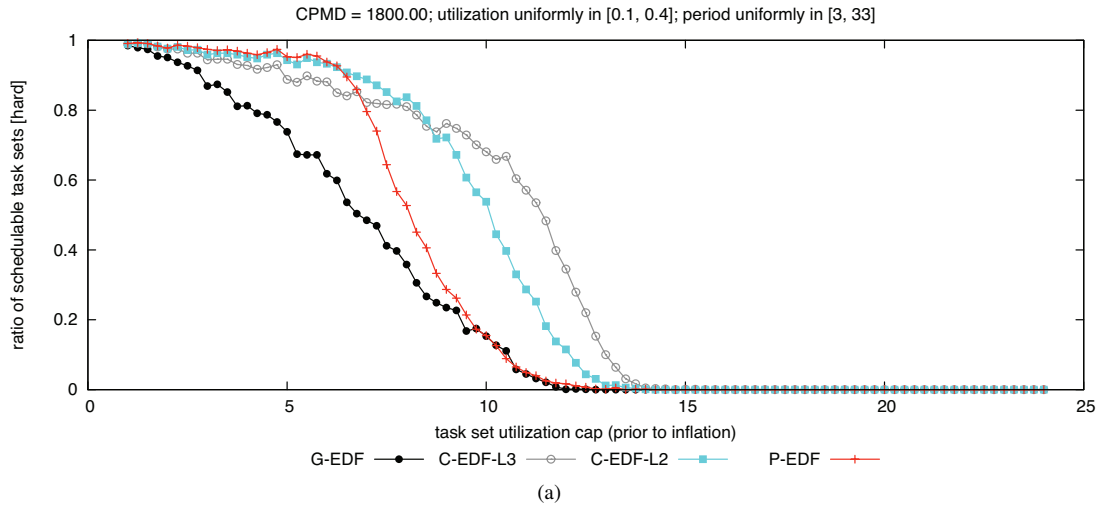 CPMD = 1800.00; utilization uniformly in [0.1, 0.4]; period uniformly in [3, 33]
ratio of schedulable task sets [hard]
1
0.8
0.6
0.4
0.2
0
0 5 10 15 20 25
task set utilization cap (prior to inflation)
G-EDF C-EDF-L3 C-EDF-L2 P-EDF
(a)